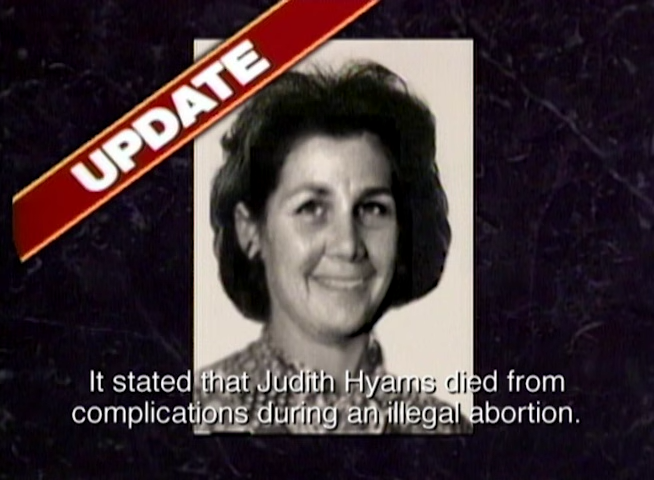 UPDATE
It stated that Judith Hyams died from
complications during an illegal abortion.